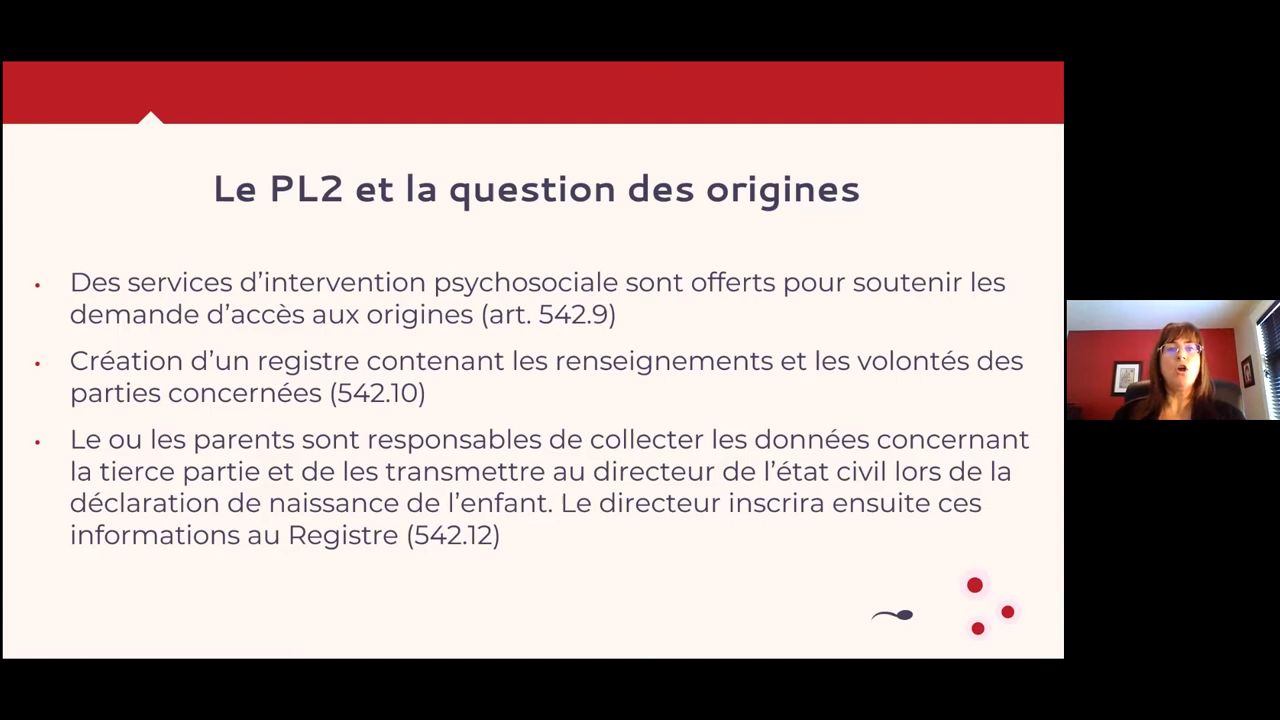 Le PL2 et la question des origines
• Des services d’intervention psychosociale sont offerts pour soutenir les
demande d’accès aux origines (art. 542.9)
• Création d’un registre contenant les renseignements et les volontés des
parties concernées (542.10)
• Le ou les parents sont responsables de collecter les données concernant
la tierce partie et de les transmettre au directeur de l’état civil lors de la
déclaration de naissance de l’enfant. Le directeur inscrira ensuite ces
informations au Registre (542.12)